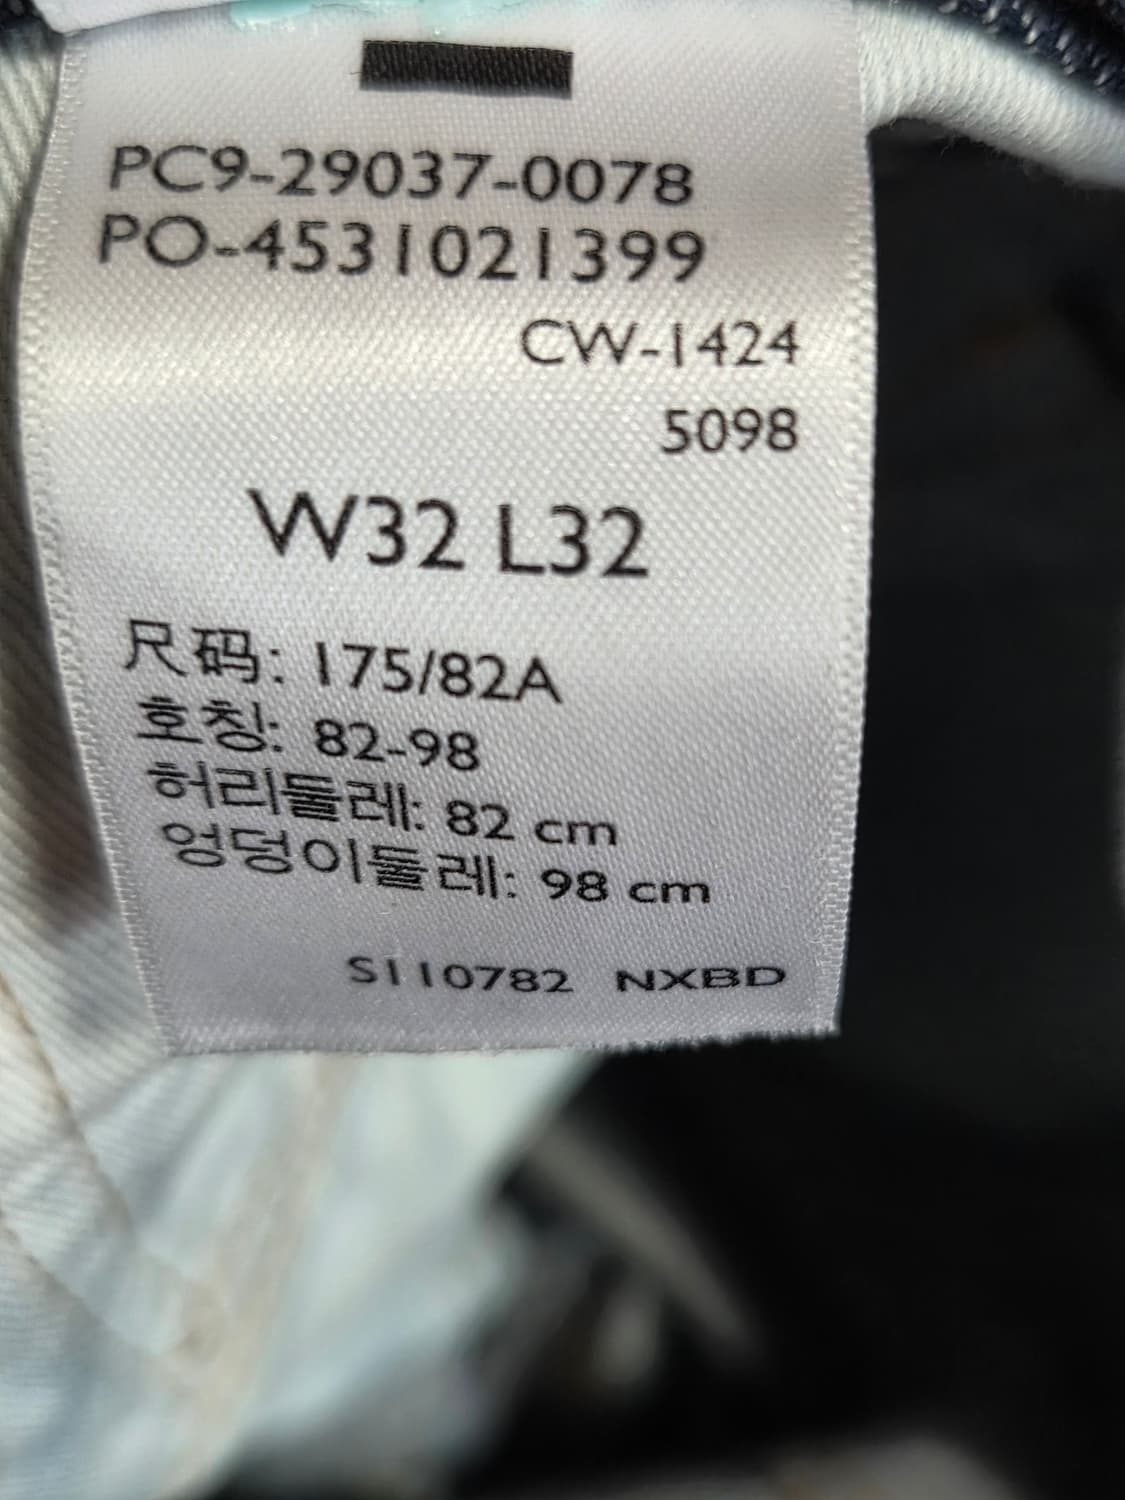 PC9-29037-0078
PO-4531021399
CW-1424
5098
W32 L32
尺码: 175/82A
호칭: 82-98
허리둘레: 82 cm
엉덩이둘레: 98 cm
S110782 NXBD